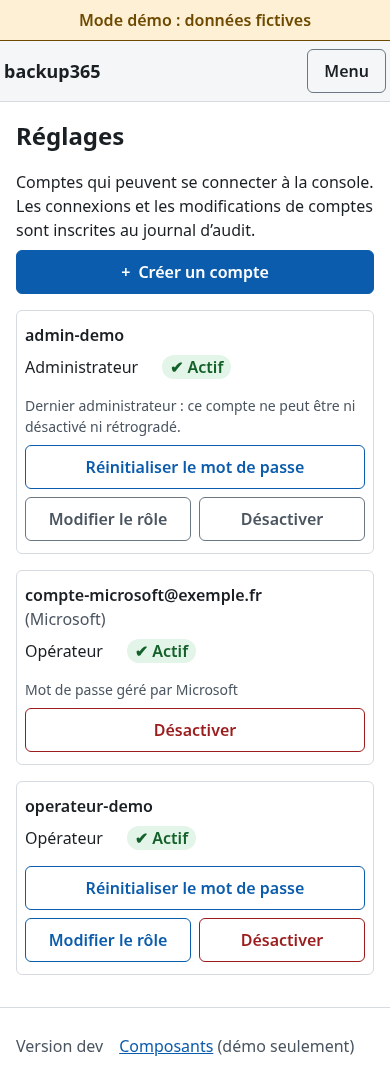 Mode démo : données fictives
backup365
Menu
Réglages
Comptes qui peuvent se connecter à la console.
Les connexions et les modifications de comptes
sont inscrites au journal d’audit.
+ Créer un compte
admin-demo
Administrateur ✔ Actif
Dernier administrateur : ce compte ne peut être ni
désactivé ni rétrogradé.
Réinitialiser le mot de passe
Modifier le rôle Désactiver
compte-microsoft@exemple.fr
(Microsoft)
Opérateur ✔ Actif
Mot de passe géré par Microsoft
Désactiver
operateur-demo
Opérateur ✔ Actif
Réinitialiser le mot de passe
Modifier le rôle Désactiver
Version dev Composants (démo seulement)